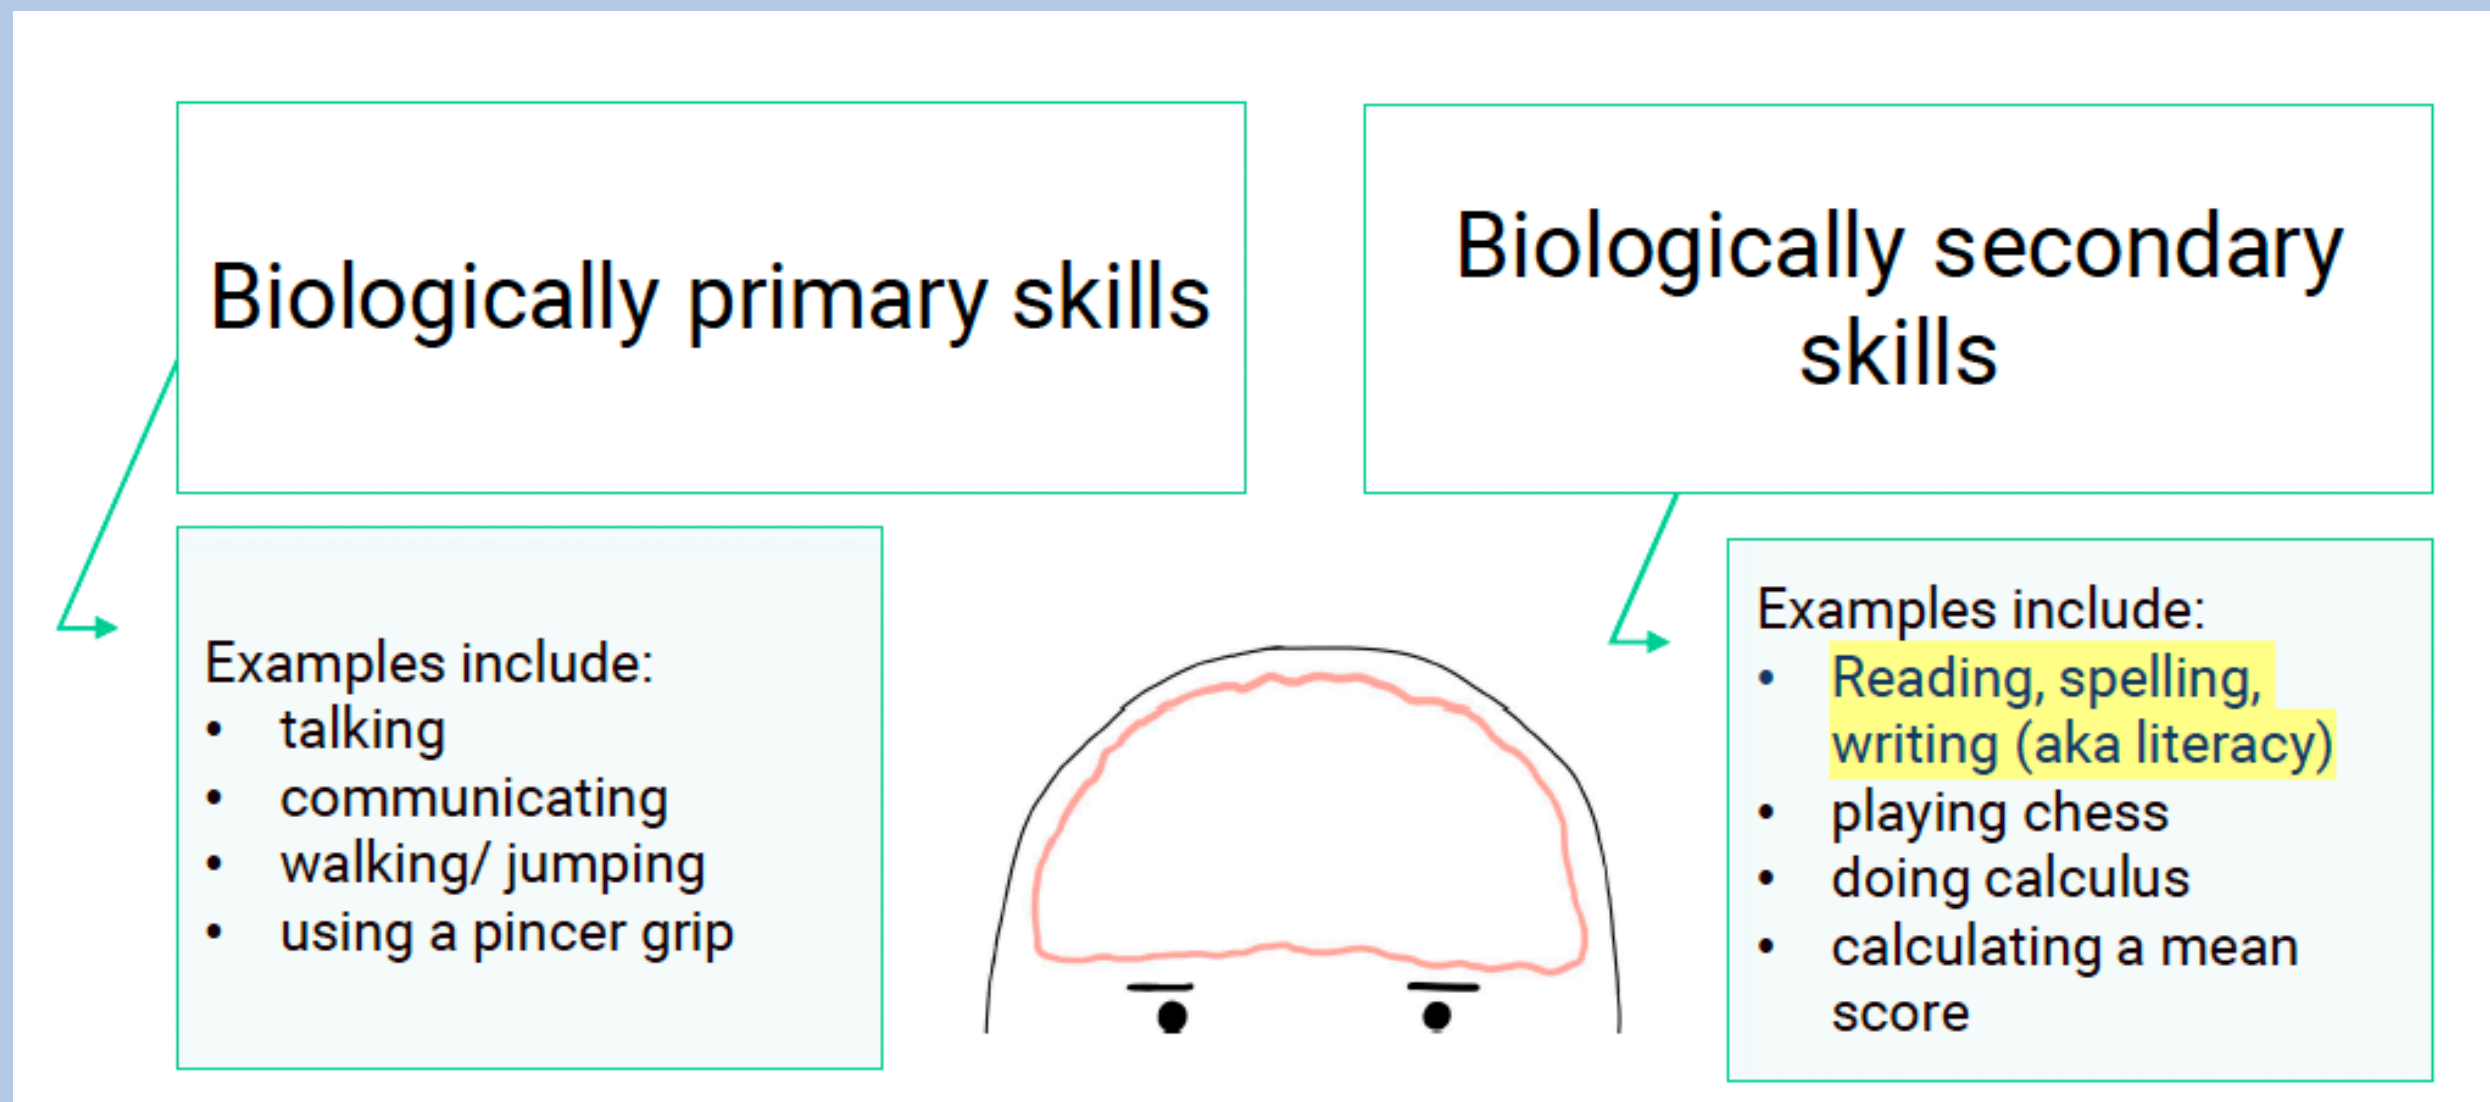 Biologically primary skills
Examples include:
• talking
• communicating
• walking/ jumping
• using a pincer grip
Biologically secondary
skills
Examples include:
• Reading, spelling,
writing (aka literacy)
• playing chess
• doing calculus
• calculating a mean
score